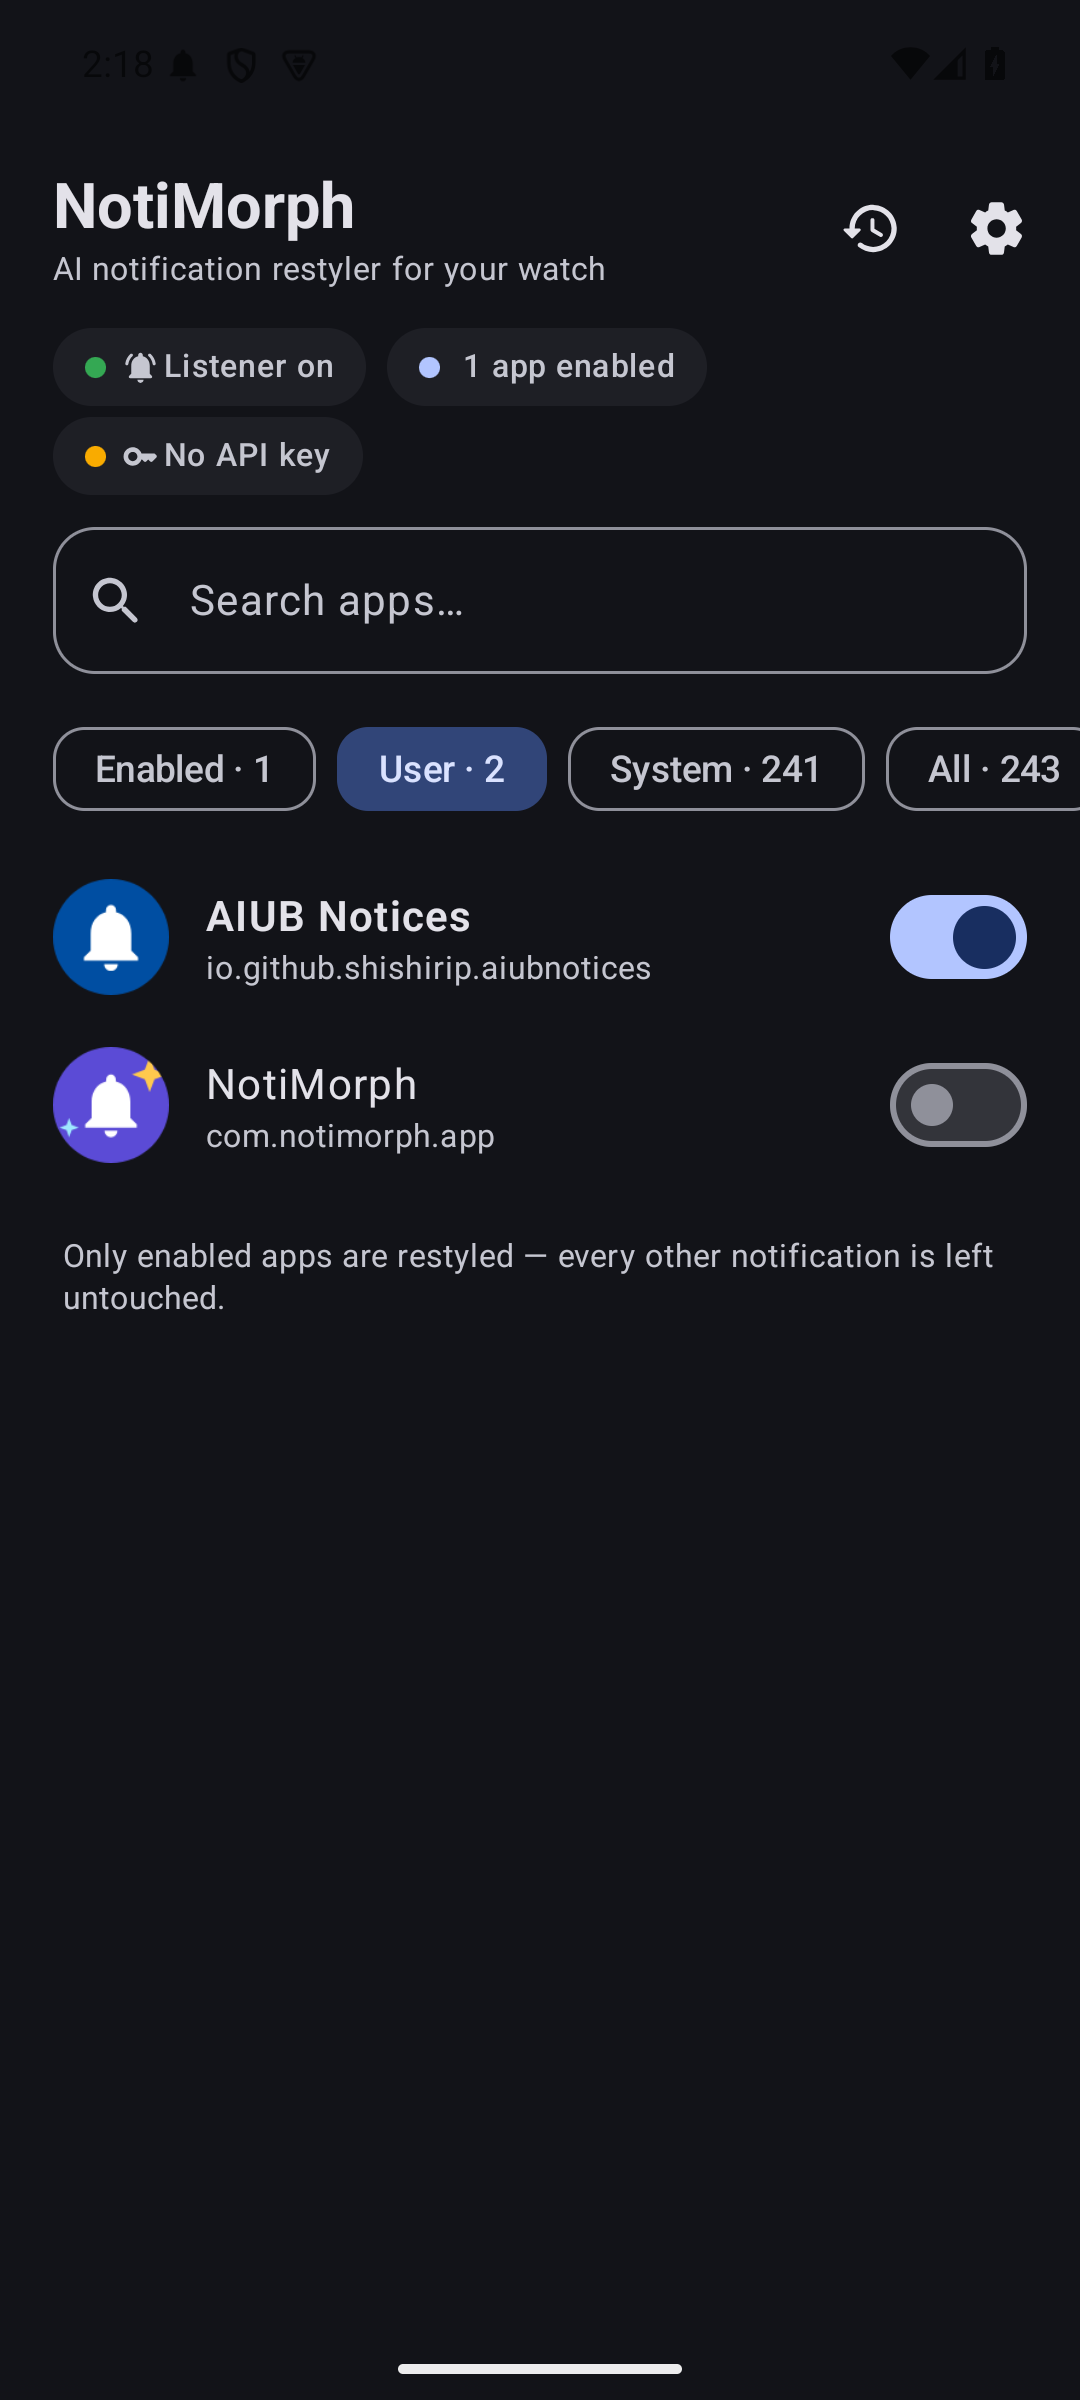 2:18
NotiMorph
AI notification restyler for your watch
Listener on
1 app enabled
No API key
Search apps…
Enabled · 1
User · 2
System · 241
All · 243
AIUB Notices
io.github.shishirip.aiubnotices
NotiMorph
com.notimorph.app
Only enabled apps are restyled — every other notification is left
untouched.